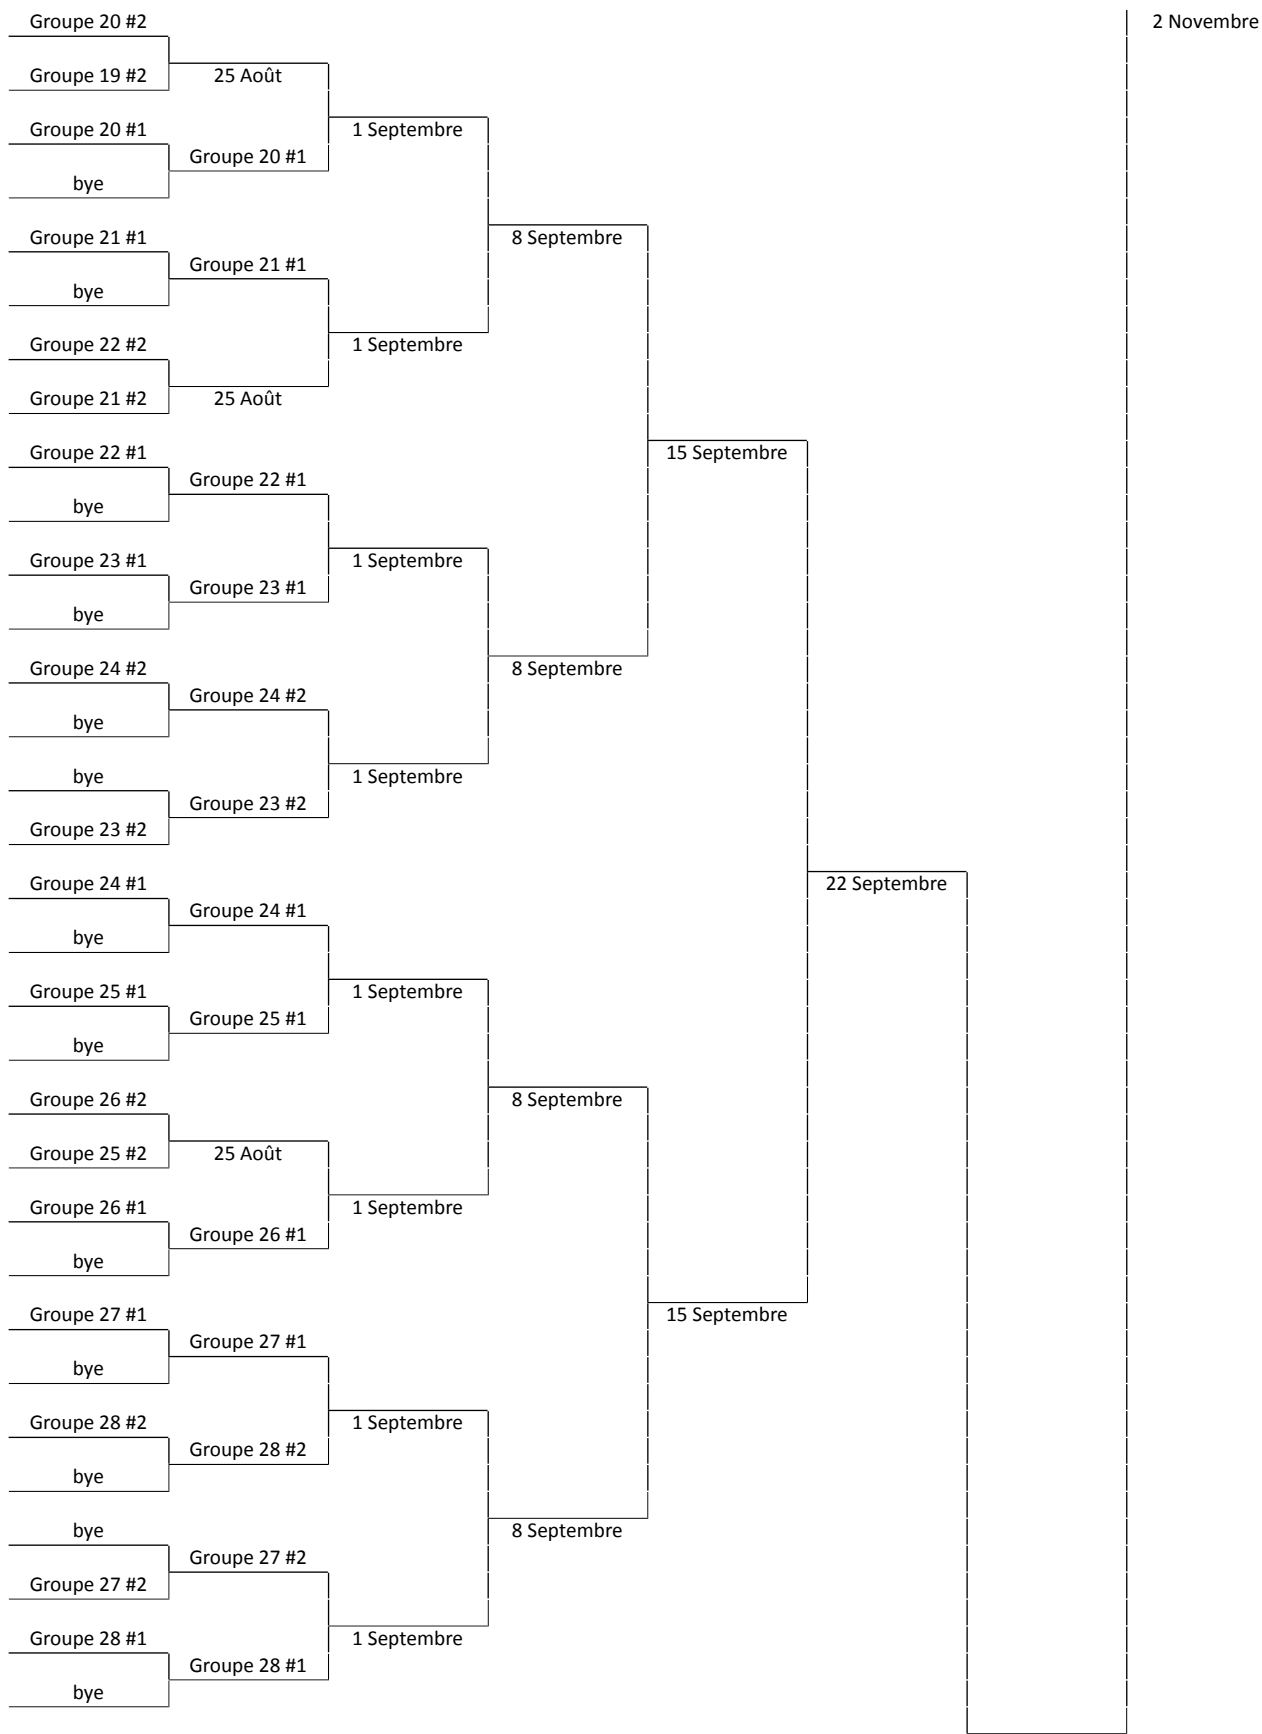 Groupe 20 #2
2 Novembre
Groupe 19 #2
25 Août
Groupe 20 #1
1 Septembre
Groupe 20 #1
bye
Groupe 21 #1
8 Septembre
Groupe 21 #1
bye
Groupe 22 #2
1 Septembre
Groupe 21 #2
25 Août
Groupe 22 #1
15 Septembre
Groupe 22 #1
bye
Groupe 23 #1
1 Septembre
Groupe 23 #1
bye
Groupe 24 #2
8 Septembre
Groupe 24 #2
bye
bye
1 Septembre
Groupe 23 #2
Groupe 23 #2
Groupe 24 #1
22 Septembre
Groupe 24 #1
bye
Groupe 25 #1
1 Septembre
Groupe 25 #1
bye
Groupe 26 #2
8 Septembre
Groupe 25 #2
25 Août
Groupe 26 #1
1 Septembre
Groupe 26 #1
bye
Groupe 27 #1
15 Septembre
Groupe 27 #1
bye
Groupe 28 #2
1 Septembre
Groupe 28 #2
bye
bye
8 Septembre
Groupe 27 #2
Groupe 27 #2
Groupe 28 #1
1 Septembre
Groupe 28 #1
bye